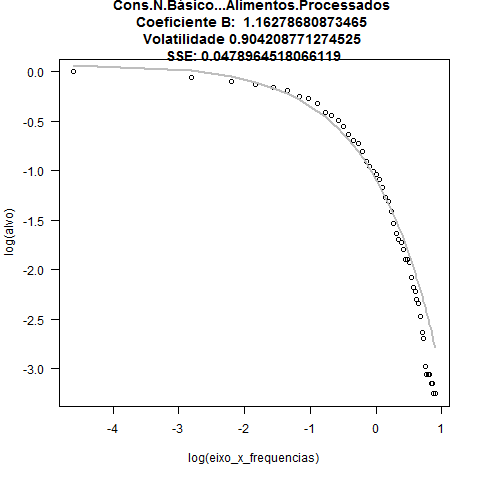 Cons.N.Básico...Alimentos.Processados
Coeficiente B: 1.16278680873465
Volatilidade 0.904208771274525
SSE: 0.0478964518066119
0.0
-0.5
-1.0
-1.5
-2.0
-2.5
-3.0
log(alvo)
-4
-3
-2
-1
0
1
log(eixo_x_frequencias)